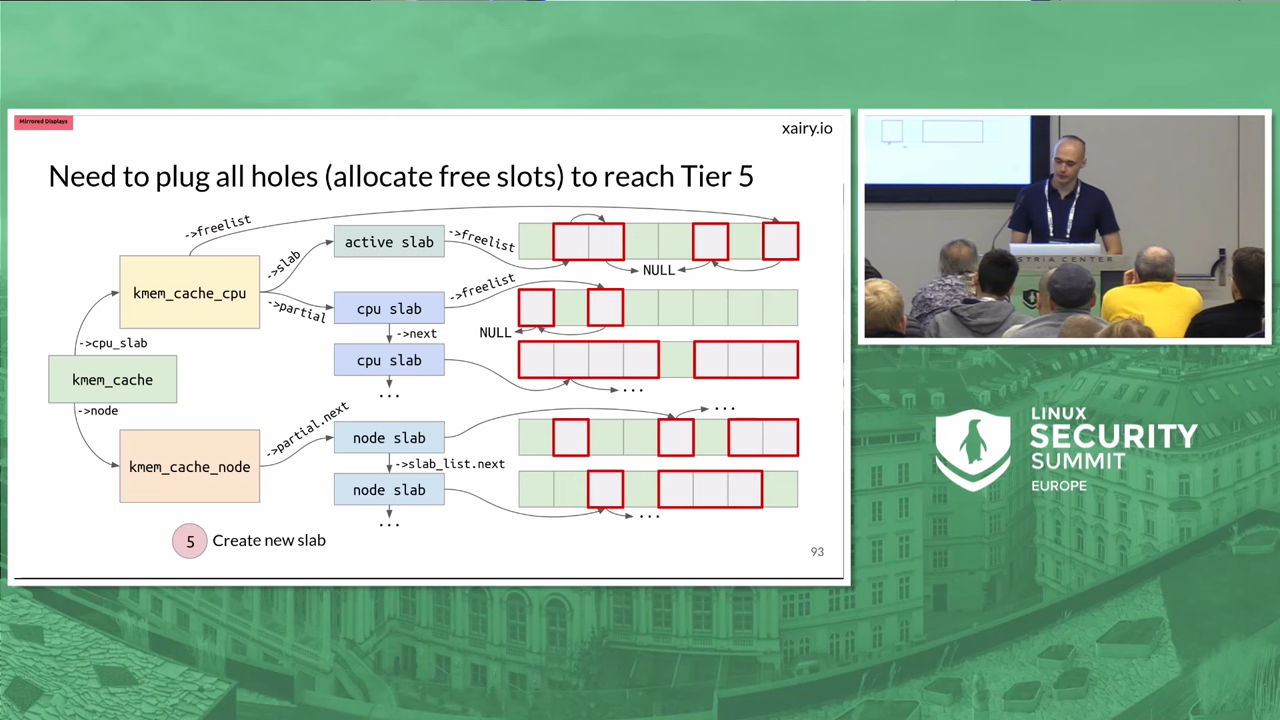 Mirrored Displays
xairy.io
Need to plug all holes (allocate free slots) to reach Tier 5
->freelist
active slab
->freelist
->slab
NULL
kmem_cache_cpu
->partial
cpu slab
->freelist
NULL
->next
->cpu_slab
cpu slab
kmem_cache
...
...
->node
...
->partial.next
node slab
kmem_cache_node
->slab_list.next
node slab
...
...
5 Create new slab
93
STRIA CENTER
LINUX
SECURITY
SUMMIT
EUROPE